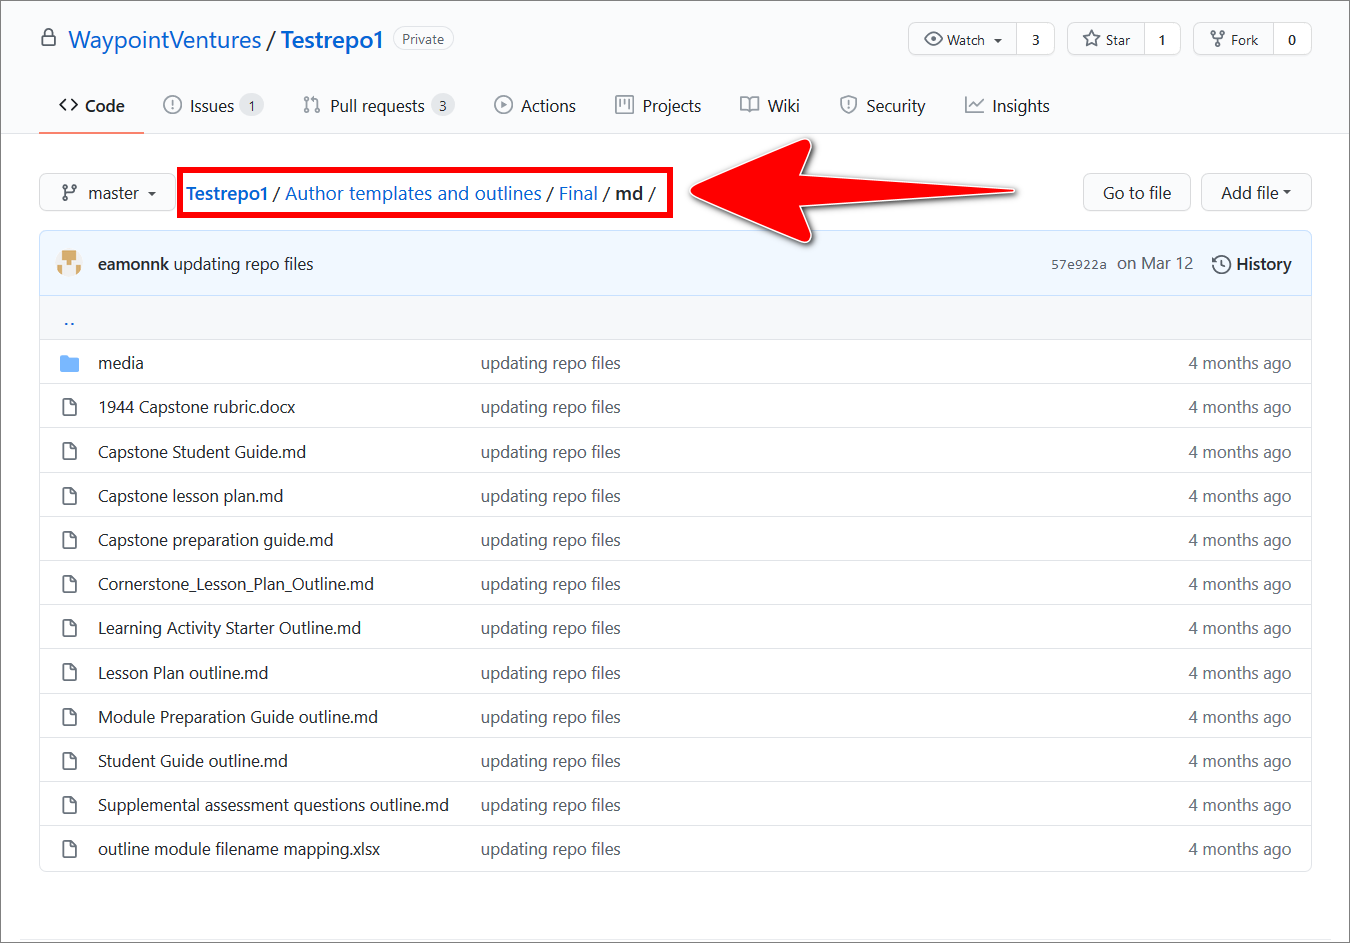 WaypointVentures / Testrepo1 Private Watch 3 Star 1 Fork 0
Code Issues 1 Pull requests 3 Actions Projects Wiki Security Insights
master Testrepo1 / Author templates and outlines / Final / md / Go to file Add file
eamonnk updating repo files 57e922a on Mar 12 History
..
media updating repo files 4 months ago
1944 Capstone rubric.docx updating repo files 4 months ago
Capstone Student Guide.md updating repo files 4 months ago
Capstone lesson plan.md updating repo files 4 months ago
Capstone preparation guide.md updating repo files 4 months ago
Cornerstone_Lesson_Plan_Outline.md updating repo files 4 months ago
Learning Activity Starter Outline.md updating repo files 4 months ago
Lesson Plan outline.md updating repo files 4 months ago
Module Preparation Guide outline.md updating repo files 4 months ago
Student Guide outline.md updating repo files 4 months ago
Supplemental assessment questions outline.md updating repo files 4 months ago
outline module filename mapping.xlsx updating repo files 4 months ago